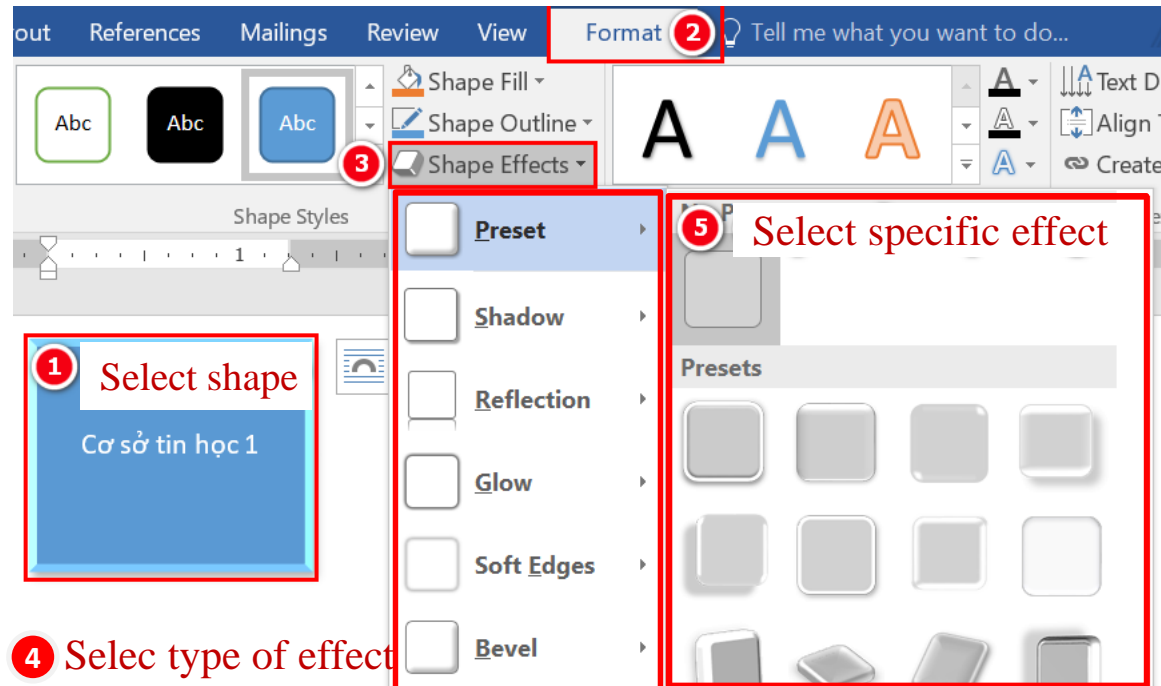 out References Mailings Review View Format 2 Tell me what you want to do...
Abc Abc Abc
Shape Fill
Shape Outline
3 Shape Effects
A A A
A Text D
A Align
A Create
Shape Styles
1
1 Select shape
Cơ sở tin học 1
Preset
Shadow
Reflection
Glow
Soft Edges
Bevel
5 Select specific effect
Presets
4 Selec type of effect